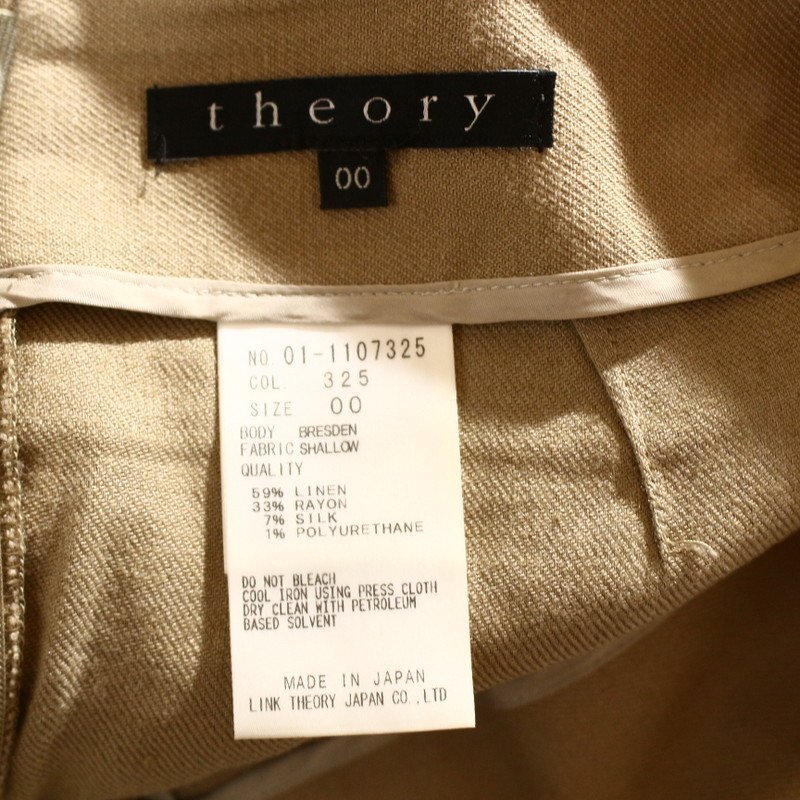 theory
00
NO. 01-1107325
COL. 325
SIZE 00
BODY BRESDEN
FABRIC SHALLOW
QUALITY
59% LINEN
33% RAYON
7% SILK
1% POLYURETHANE
DO NOT BLEACH
COOL IRON USING PRESS CLOTH
DRY CLEAN WITH PETROLEUM
BASED SOLVENT
MADE IN JAPAN
LINK THEORY JAPAN CO.,LTD